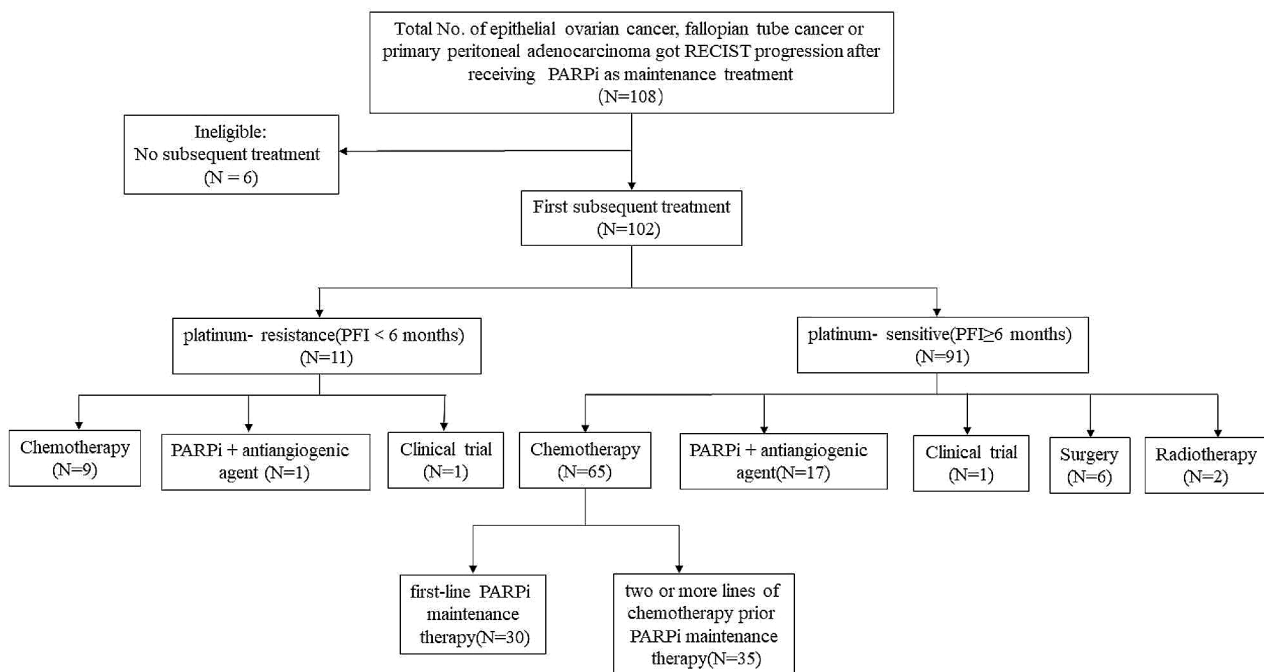 Total No. of epithelial ovarian cancer, fallopian tube cancer or
primary peritoneal adenocarcinoma got RECIST progression after
receiving PARPi as maintenance treatment
(N=108)
Ineligible:
No subsequent treatment
(N = 6)
First subsequent treatment
(N=102)
platinum- resistance(PFI < 6 months)
(N=11)
platinum- sensitive(PFI≥6 months)
(N=91)
Chemotherapy
(N=9)
PARPi + antiangiogenic
agent (N=1)
Clinical trial
(N=1)
Chemotherapy
(N=65)
PARPi + antiangiogenic
agent(N=17)
Clinical trial
(N=1)
Surgery
(N=6)
Radiotherapy
(N=2)
first-line PARPi
maintenance
therapy(N=30)
two or more lines of
chemotherapy prior
PARPi maintenance
therapy(N=35)